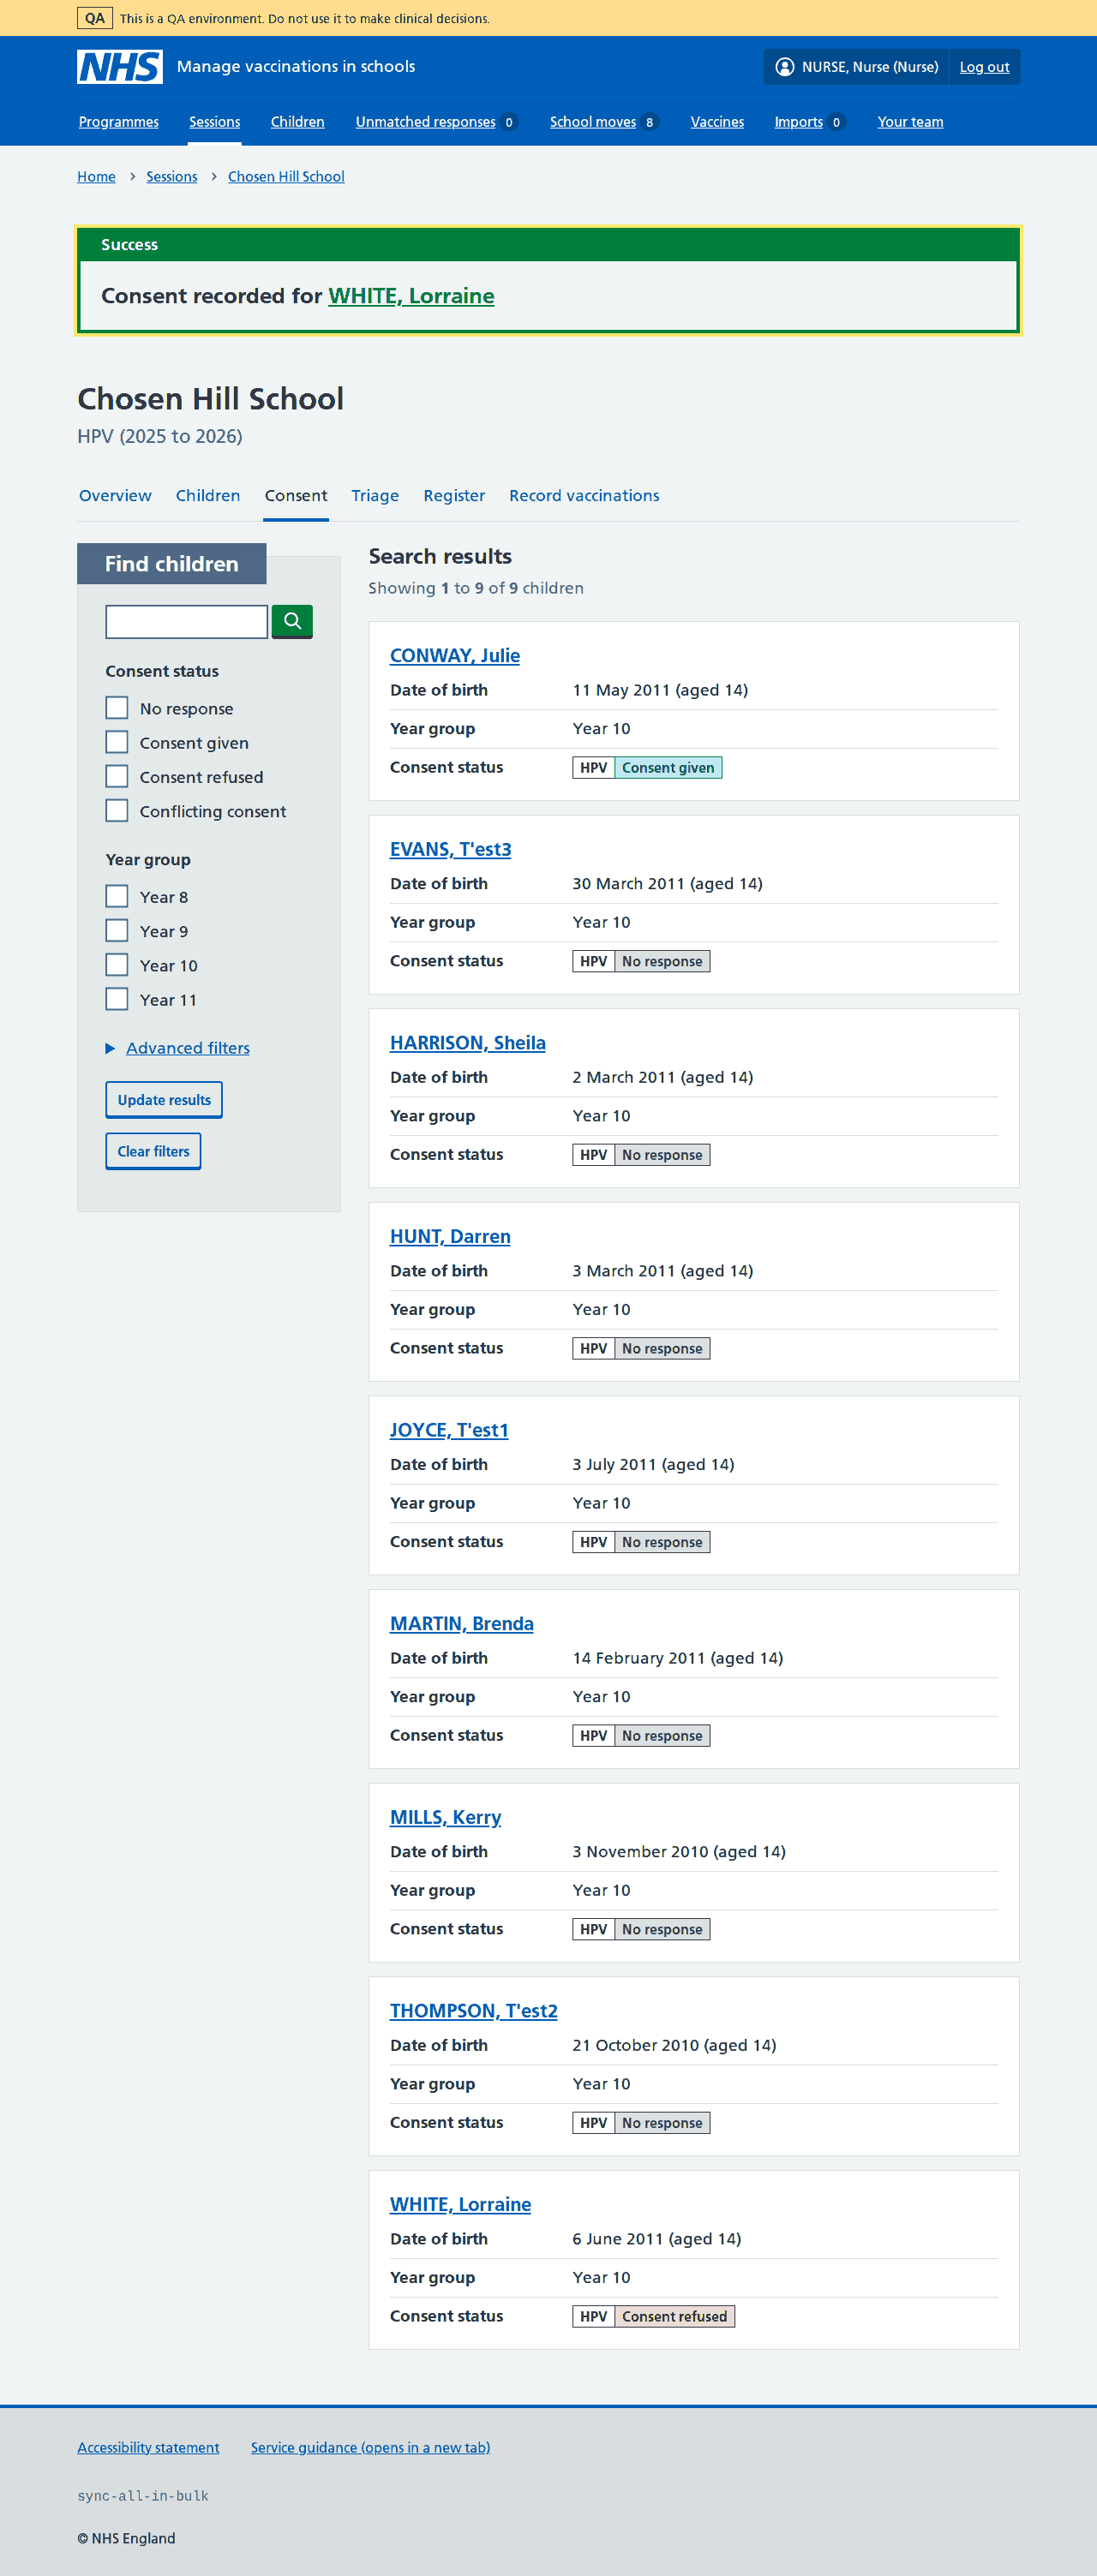 QA This is a QA environment. Do not use it to make clinical decisions.
NHS Manage vaccinations in schools NURSE, Nurse (Nurse) Log out
Programmes Sessions Children Unmatched responses 0 School moves 8 Vaccines Imports 0 Your team
Home > Sessions > Chosen Hill School
Success
Consent recorded for WHITE, Lorraine
Chosen Hill School
HPV (2025 to 2026)
Overview Children Consent Triage Register Record vaccinations
Find children
Consent status
No response
Consent given
Consent refused
Conflicting consent
Year group
Year 8
Year 9
Year 10
Year 11
Advanced filters
Update results
Clear filters
Search results
Showing 1 to 9 of 9 children
CONWAY, Julie
Date of birth 11 May 2011 (aged 14)
Year group Year 10
Consent status HPV Consent given
EVANS, T'est3
Date of birth 30 March 2011 (aged 14)
Year group Year 10
Consent status HPV No response
HARRISON, Sheila
Date of birth 2 March 2011 (aged 14)
Year group Year 10
Consent status HPV No response
HUNT, Darren
Date of birth 3 March 2011 (aged 14)
Year group Year 10
Consent status HPV No response
JOYCE, T'est1
Date of birth 3 July 2011 (aged 14)
Year group Year 10
Consent status HPV No response
MARTIN, Brenda
Date of birth 14 February 2011 (aged 14)
Year group Year 10
Consent status HPV No response
MILLS, Kerry
Date of birth 3 November 2010 (aged 14)
Year group Year 10
Consent status HPV No response
THOMPSON, T'est2
Date of birth 21 October 2010 (aged 14)
Year group Year 10
Consent status HPV No response
WHITE, Lorraine
Date of birth 6 June 2011 (aged 14)
Year group Year 10
Consent status HPV Consent refused
Accessibility statement Service guidance (opens in a new tab)
sync-all-in-bulk
© NHS England